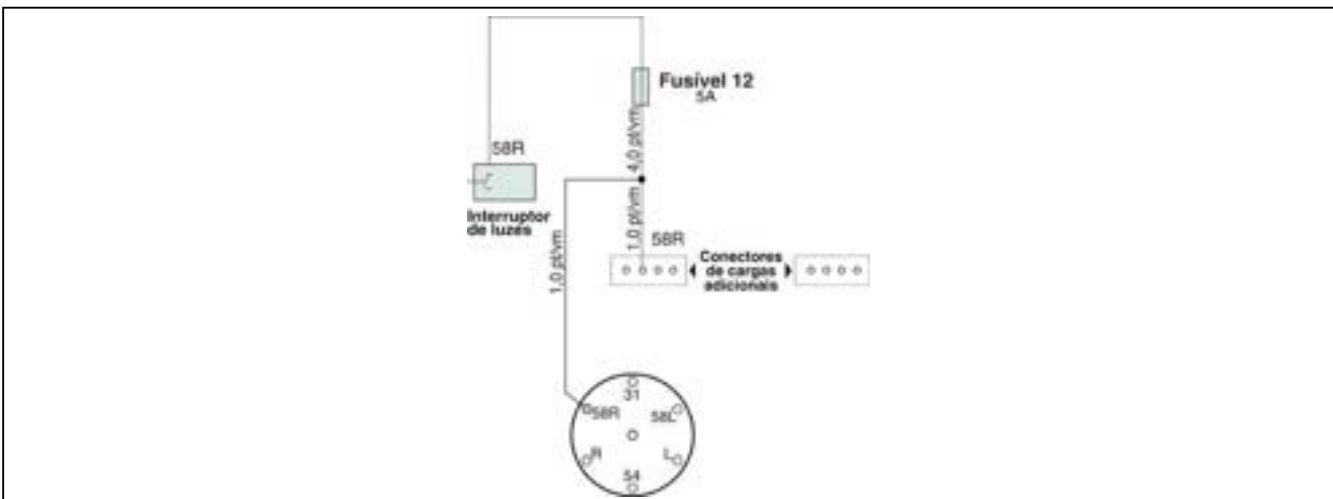 Fusível 12
5A
58R
4,0 pt/vm
Interruptor
de luzes
1,0 pt/vm
1,0 pt/vm
58R
Conectores
de cargas
adicionais
31
58R
58L
R
L
54